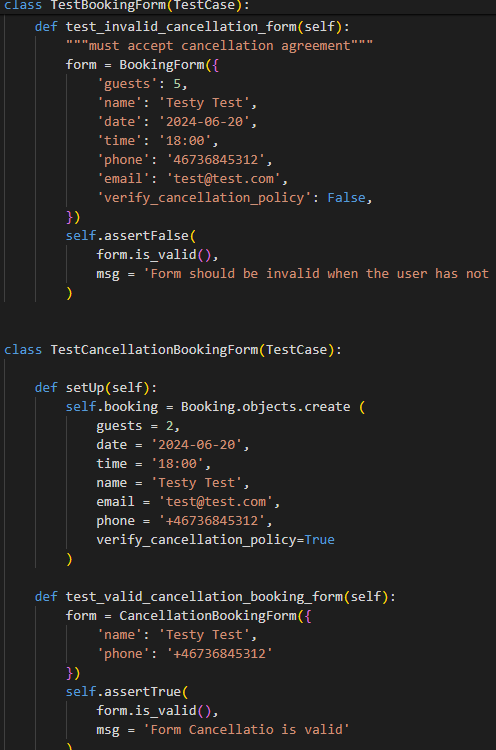 class TestBookingForm(TestCase):
    def test_invalid_cancellation_form(self):
        """must accept cancellation agreement"""
        form = BookingForm({
            'guests': 5,
            'name': 'Testy Test',
            'date': '2024-06-20',
            'time': '18:00',
            'phone': '46736845312',
            'email': 'test@test.com',
            'verify_cancellation_policy': False,
        })
        self.assertFalse(
            form.is_valid(),
            msg = 'Form should be invalid when the user has not
        )
class TestCancellationBookingForm(TestCase):
    def setUp(self):
        self.booking = Booking.objects.create (
            guests = 2,
            date = '2024-06-20',
            time = '18:00',
            name = 'Testy Test',
            email = 'test@test.com',
            phone = '+46736845312',
            verify_cancellation_policy=True
        )
    def test_valid_cancellation_booking_form(self):
        form = CancellationBookingForm({
            'name': 'Testy Test',
            'phone': '+46736845312'
        })
        self.assertTrue(
            form.is_valid(),
            msg = 'Form Cancellatio is valid'
        )